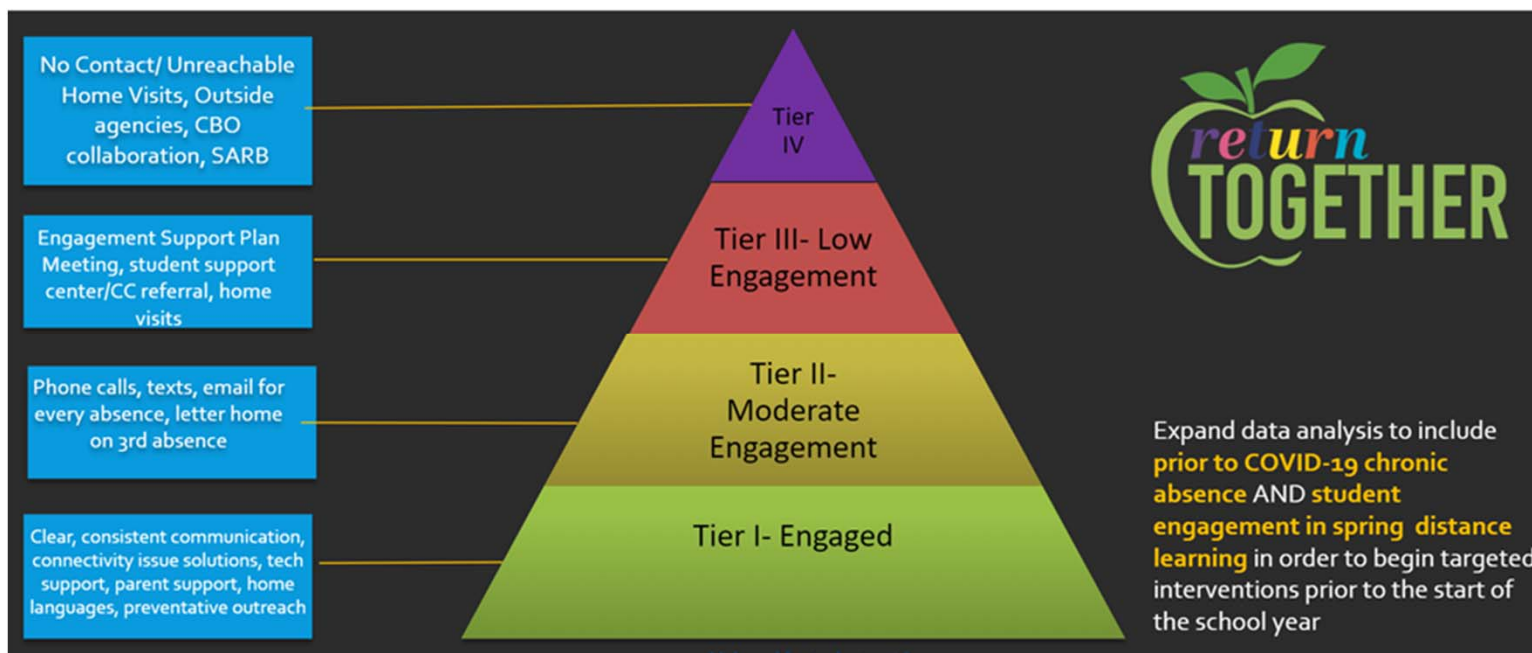 No Contact/ Unreachable
Home Visits, Outside
agencies, CBO
collaboration, SARB
Tier
IV
return
TOGETHER
Engagement Support Plan
Meeting, student support
center/CC referral, home
visits
Tier III- Low
Engagement
Phone calls, texts, email for
every absence, letter home
on 3rd absence
Tier II-
Moderate
Engagement
Clear, consistent communication,
connectivity issue solutions, tech
support, parent support, home
languages, preventative outreach
Tier I- Engaged
Expand data analysis to include
prior to COVID-19 chronic
absence AND student
engagement in spring distance
learning in order to begin targeted
interventions prior to the start of
the school year